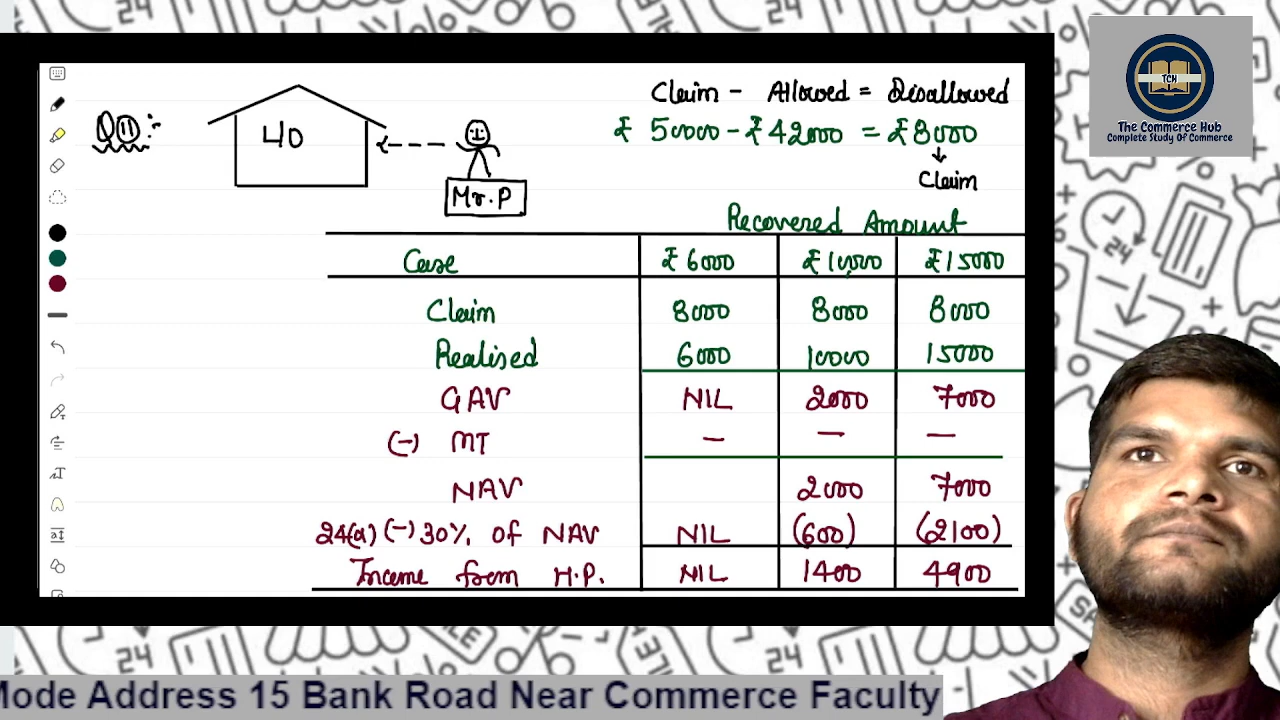 TCH
The Commerce Hub
Complete Study Of Commerce
Q(11):-
40
Mr. P
Claim - Allowed = Disallowed
₹ 50000 - ₹ 42000 = ₹ 8000
Claim
Recovered Amount
Case ₹ 6000 ₹ 10,000 ₹ 15000
Claim 8000 8000 8000
Realised 6000 10000 15000
GAV NIL 2000 7000
(-) MT — — —
NAV 2000 7000
24(a) (-) 30% of NAV NIL (600) (2100)
Income from H.P. NIL 1400 4900
Mode Address 15 Bank Road Near Commerce Faculty